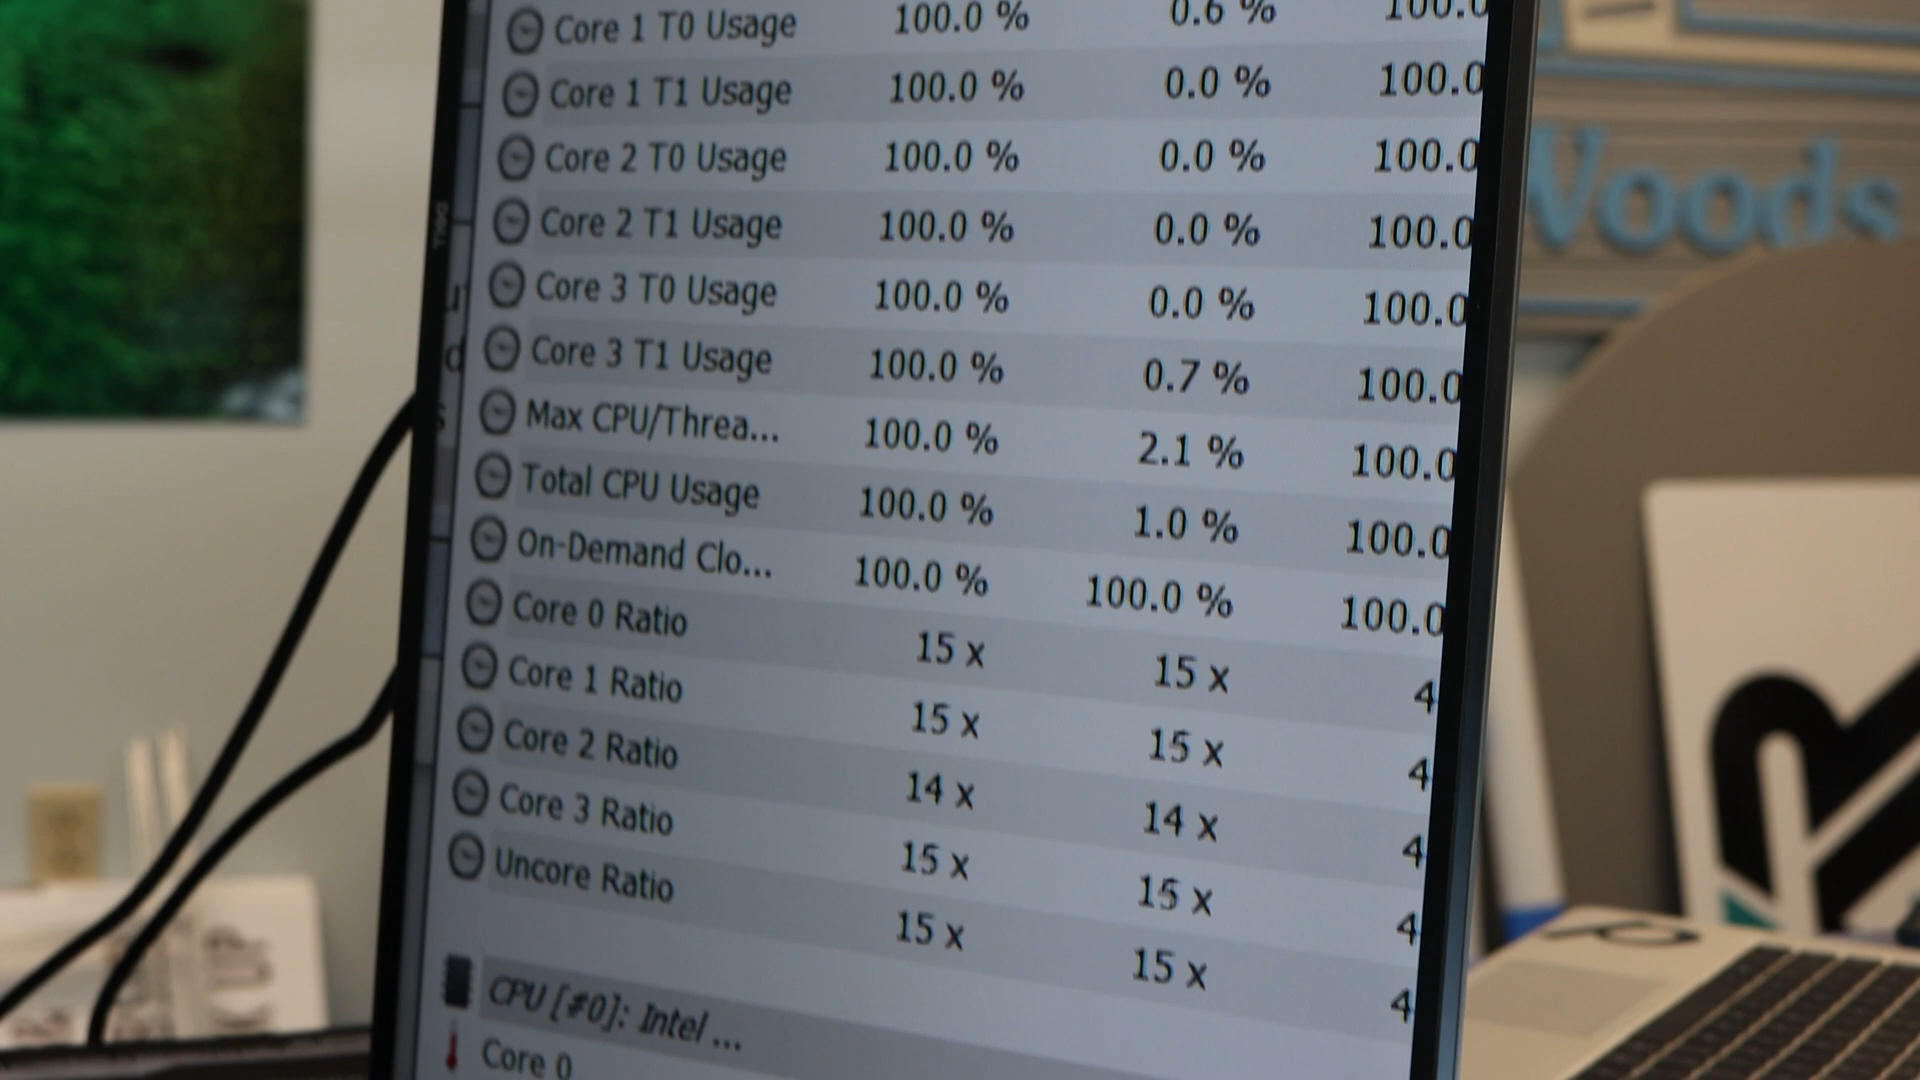 Core 1 T0 Usage 100.0 % 0.6 % 100.0
Core 1 T1 Usage 100.0 % 0.0 % 100.0
Core 2 T0 Usage 100.0 % 0.0 % 100.0
Core 2 T1 Usage 100.0 % 0.0 % 100.0
Core 3 T0 Usage 100.0 % 0.0 % 100.0
Core 3 T1 Usage 100.0 % 0.7 % 100.0
Max CPU/Threa... 100.0 % 2.1 % 100.0
Total CPU Usage 100.0 % 1.0 % 100.0
On-Demand Clo... 100.0 % 100.0 % 100.0
Core 0 Ratio 15 x 15 x 4
Core 1 Ratio 15 x 15 x 4
Core 2 Ratio 14 x 14 x 4
Core 3 Ratio 15 x 15 x 4
Uncore Ratio 15 x 15 x 4
CPU [#0]: Intel ...
Core 0
DELL
Woods